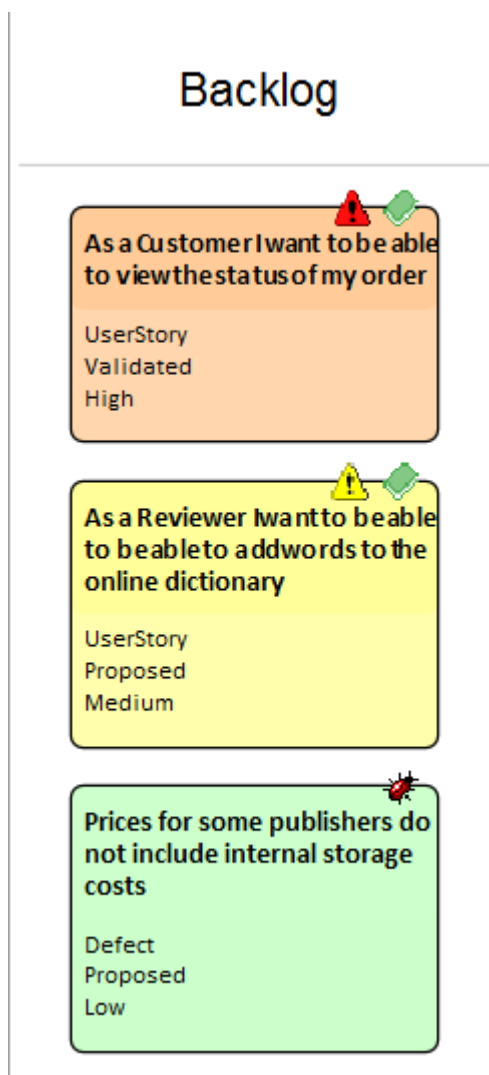 Backlog
As a Customer I want to be able
to view the status of my order
UserStory
Validated
High
As a Reviewer I want to be able
to be able to add words to the
online dictionary
UserStory
Proposed
Medium
Prices for some publishers do
not include internal storage
costs
Defect
Proposed
Low